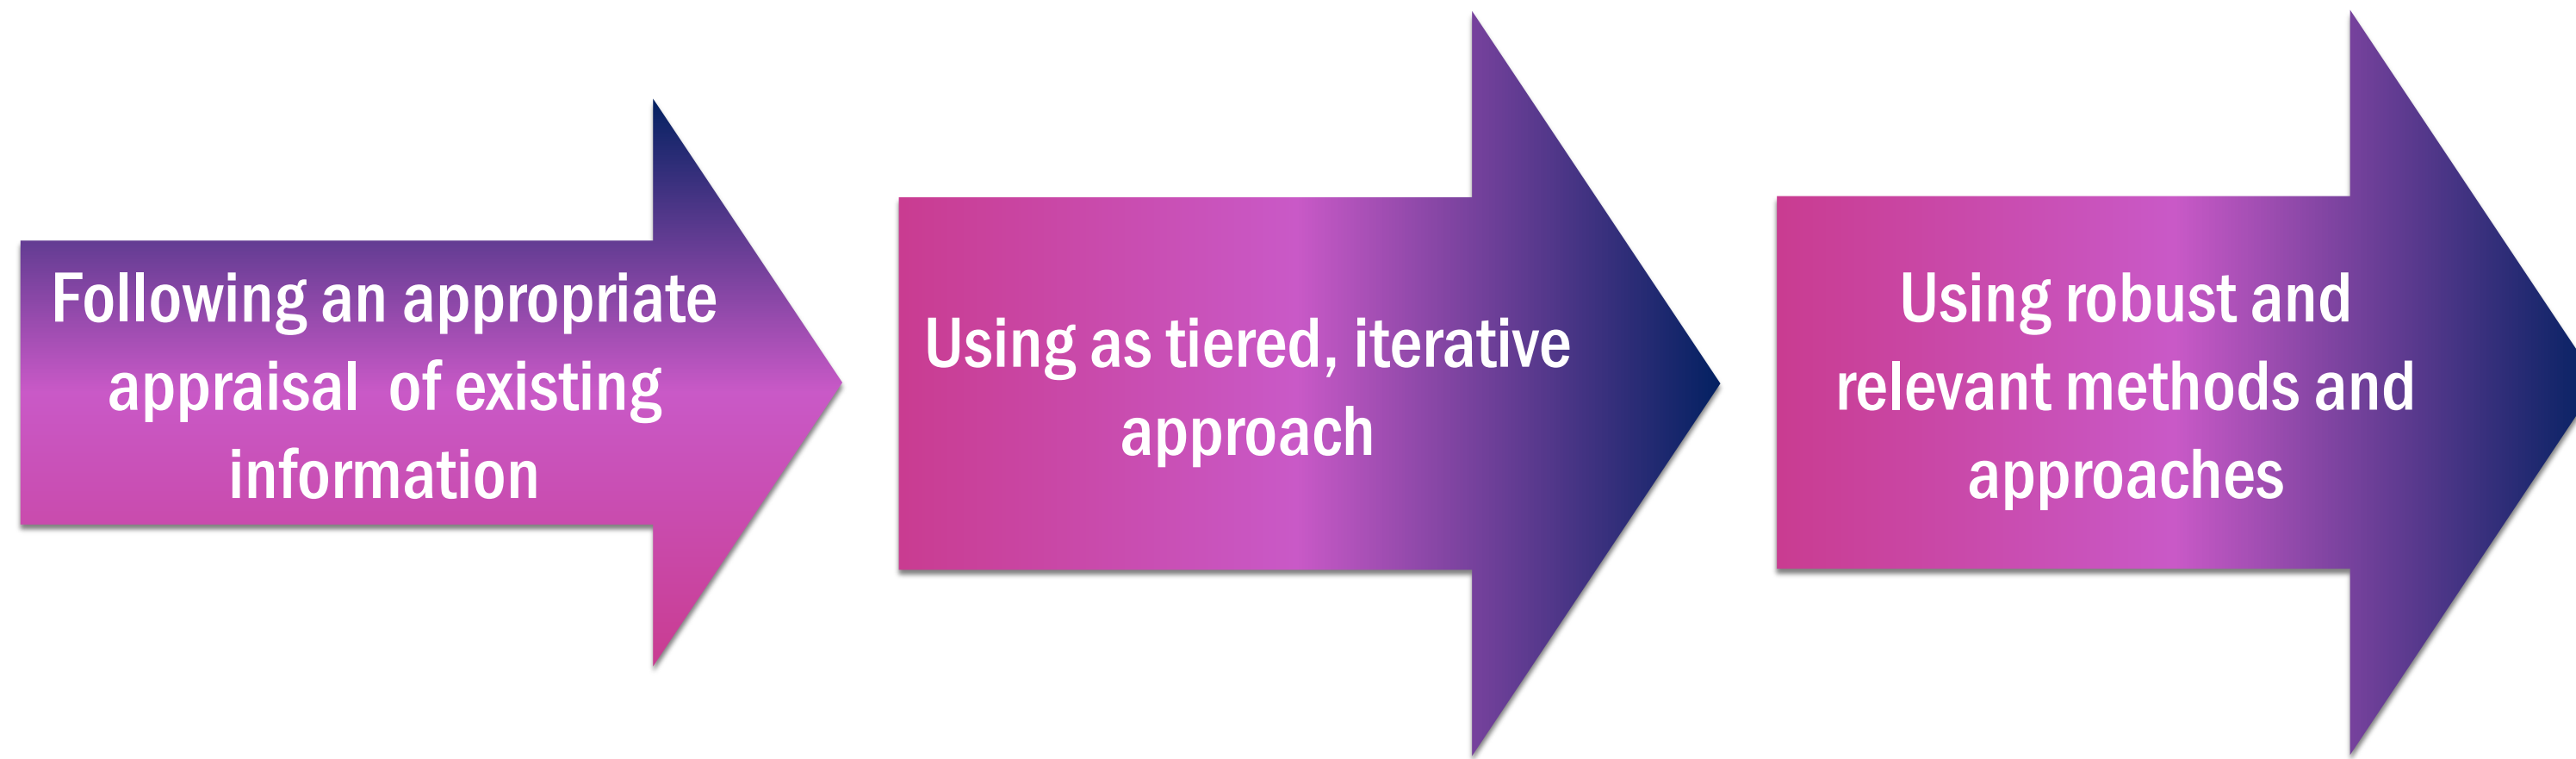 Following an appropriate
appraisal  of existing
information
Using as tiered, iterative
approach
Using robust and
relevant methods and
approaches